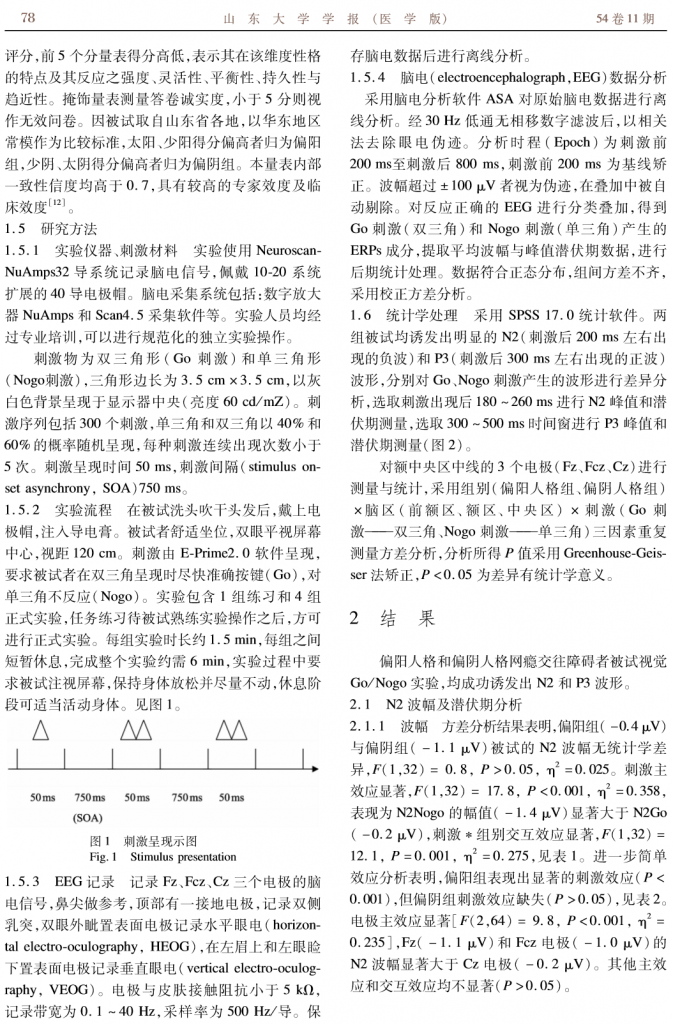 78
山 东 大 学 学 报 (医 学 版)
54 卷 11 期
评分,前 5 个分量表得分高低,表示其在该维度性格
的特点及其反应之强度、灵活性、平衡性、持久性与
趋近性。掩饰量表测量答卷诚实度,小于 5 分则视
作无效问卷。因被试取自山东省各地,以华东地区
常模作为比较标准,太阳、少阳得分偏高者归为偏阳
组,少阴、太阴得分偏高者归为偏阴组。本量表内部
一致性信度均高于 0.7,具有较高的专家效度及临
床效度[12]。
1.5 研究方法
1.5.1 实验仪器、刺激材料 实验使用 Neuroscan-
NuAmps32 导系统记录脑电信号,佩戴 10-20 系统
扩展的 40 导电极帽。脑电采集系统包括:数字放大
器 NuAmps 和 Scan4.5 采集软件等。实验人员均经
过专业培训,可以进行规范化的独立实验操作。
刺激物为双三角形(Go 刺激)和单三角形
(Nogo刺激),三角形边长为 3.5 cm×3.5 cm,以灰
白色背景呈现于显示器中央(亮度 60 cd/mZ)。刺
激序列包括 300 个刺激,单三角和双三角以 40% 和
60% 的概率随机呈现,每种刺激连续出现次数小于
5 次。刺激呈现时间 50 ms,刺激间隔(stimulus on-
set asynchrony, SOA)750 ms。
1.5.2 实验流程 在被试洗头吹干头发后,戴上电
极帽,注入导电膏。被试者舒适坐位,双眼平视屏幕
中心,视距 120 cm。刺激由 E-Prime2.0 软件呈现,
要求被试者在双三角呈现时尽快准确按键(Go),对
单三角不反应(Nogo)。实验包含 1 组练习和 4 组
正式实验,任务练习待被试熟练实验操作之后,方可
进行正式实验。每组实验时长约 1.5 min,每组之间
短暂休息,完成整个实验约需 6 min,实验过程中要
求被试注视屏幕,保持身体放松并尽量不动,休息阶
段可适当活动身体。见图 1。
50 ms 750 ms 50 ms 750 ms 50 ms
(SOA)
图 1 刺激呈现示图
Fig. 1 Stimulus presentation
1.5.3 EEG 记录 记录 Fz、Fcz、Cz 三个电极的脑
电信号,鼻尖做参考,顶部有一接地电极,记录双侧
乳突,双眼外眦置表面电极记录水平眼电(horizon-
tal electro-oculography, HEOG),在左眉上和左眼睑
下置表面电极记录垂直眼电(vertical electro-oculog-
raphy, VEOG)。电极与皮肤接触阻抗小于 5 kΩ,
记录带宽为 0.1~40 Hz,采样率为 500 Hz/导。保
存脑电数据后进行离线分析。
1.5.4 脑电(electroencephalograph,EEG)数据分析
采用脑电分析软件 ASA 对原始脑电数据进行离
线分析。经 30 Hz 低通无相移数字滤波后,以相关
法去除眼电伪迹。分析时程(Epoch)为刺激前
200 ms至刺激后 800 ms,刺激前 200 ms 为基线矫
正。波幅超过 ±100 μV 者视为伪迹,在叠加中被自
动剔除。对反应正确的 EEG 进行分类叠加,得到
Go 刺激(双三角)和 Nogo 刺激(单三角)产生的
ERPs 成分,提取平均波幅与峰值潜伏期数据,进行
后期统计处理。数据符合正态分布,组间方差不齐,
采用校正方差分析。
1.6 统计学处理 采用 SPSS 17.0 统计软件。两
组被试均诱发出明显的 N2(刺激后 200 ms 左右出
现的负波)和 P3(刺激后 300 ms 左右出现的正波)
波形,分别对 Go、Nogo 刺激产生的波形进行差异分
析,选取刺激出现后 180~260 ms 进行 N2 峰值和潜
伏期测量,选取 300~500 ms 时间窗进行 P3 峰值和
潜伏期测量(图 2)。
对额中央区中线的 3 个电极(Fz、Fcz、Cz)进行
测量与统计,采用组别(偏阳人格组、偏阴人格组)
×脑区(前额区、额区、中央区)×刺激(Go 刺
激——双三角、Nogo 刺激——单三角)三因素重复
测量方差分析,分析所得 P 值采用 Greenhouse-Geis-
ser 法矫正,P<0.05 为差异有统计学意义。
2 结 果
偏阳人格和偏阴人格网瘾交往障碍者被试视觉
Go/Nogo 实验,均成功诱发出 N2 和 P3 波形。
2.1 N2 波幅及潜伏期分析
2.1.1 波幅 方差分析结果表明,偏阳组(-0.4 μV)
与偏阴组(-1.1 μV)被试的 N2 波幅无统计学差
异,F(1,32)=0.8, P>0.05, η²=0.025。刺激主
效应显著,F(1,32)=17.8, P<0.001, η²=0.358,
表现为 N2Nogo 的幅值(-1.4 μV)显著大于 N2Go
(-0.2 μV),刺激 * 组别交互效应显著,F(1,32)=
12.1, P=0.001, η²=0.275,见表 1。进一步简单
效应分析表明,偏阳组表现出显著的刺激效应(P<
0.001),但偏阴组刺激效应缺失(P>0.05),见表 2。
电极主效应显著[F(2,64)=9.8, P<0.001, η²=
0.235],Fz(-1.1 μV)和 Fcz 电极(-1.0 μV)的
N2 波幅显著大于 Cz 电极(-0.2 μV)。其他主效
应和交互效应均不显著(P>0.05)。